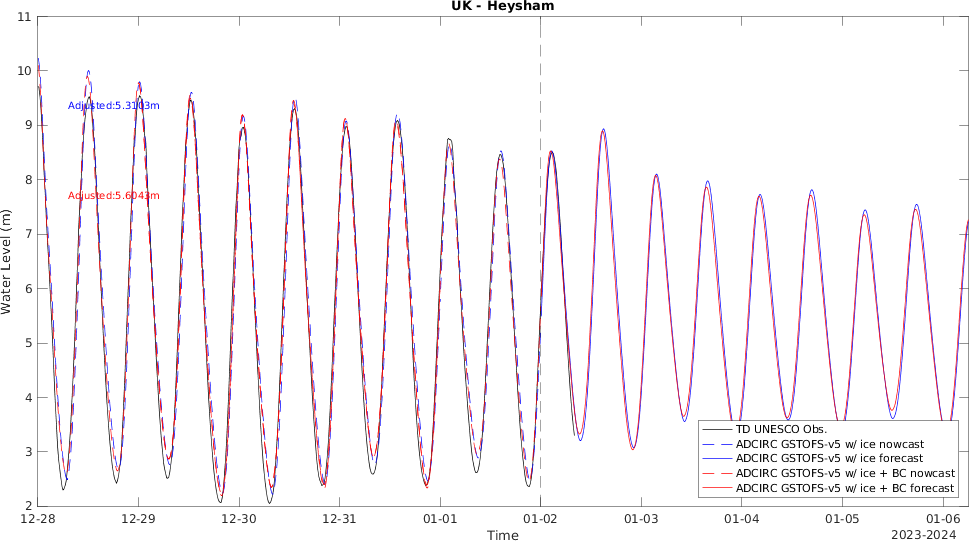 UK - Heysham
11
10
9
8
7
6
5
4
3
2
Water Level (m)
Adjusted:5.3103m
Adjusted:5.6043m
TD UNESCO Obs.
ADCIRC GSTOFS-v5 w/ ice nowcast
ADCIRC GSTOFS-v5 w/ ice forecast
ADCIRC GSTOFS-v5 w/ ice + BC nowcast
ADCIRC GSTOFS-v5 w/ ice + BC forecast
12-28 12-29 12-30 12-31 01-01 01-02 01-03 01-04 01-05 01-06
Time
2023-2024